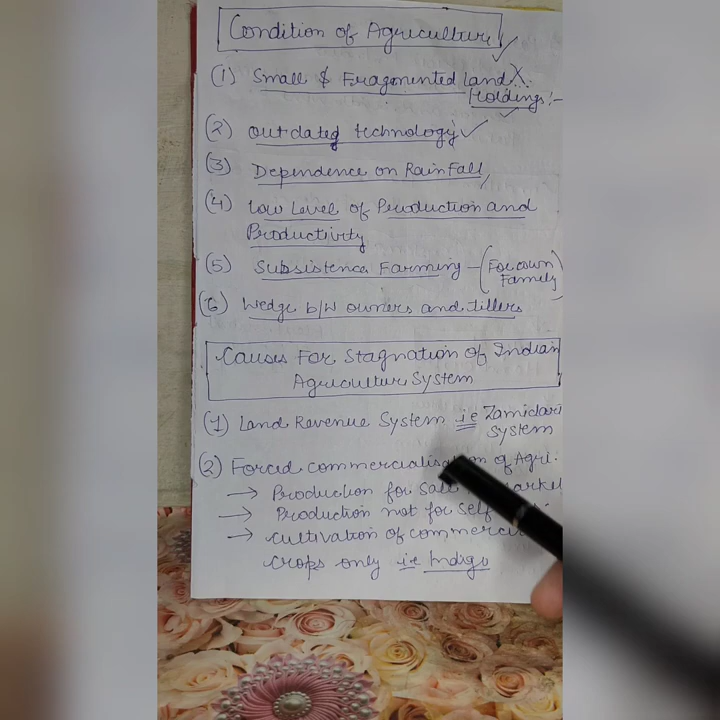 Condition of Agriculture
(1) Small & Fragmented land
Holdings:-
(2) Outdated technology
(3) Dependence on RainFall
(4) Low Level of Production and
Productivity
(5) Subsistence Farming - (For own
Family)
(6) Wedge b/w owners and tillers
Causes For Stagnation of Indian
Agriculture System
(1) Land Revenue System i.e Zamidari
System
(2) Forced commercialisation of Agri.
→ Production for sale
→ Production not for self
→ Cultivation of commercial
crops only i.e Indigo